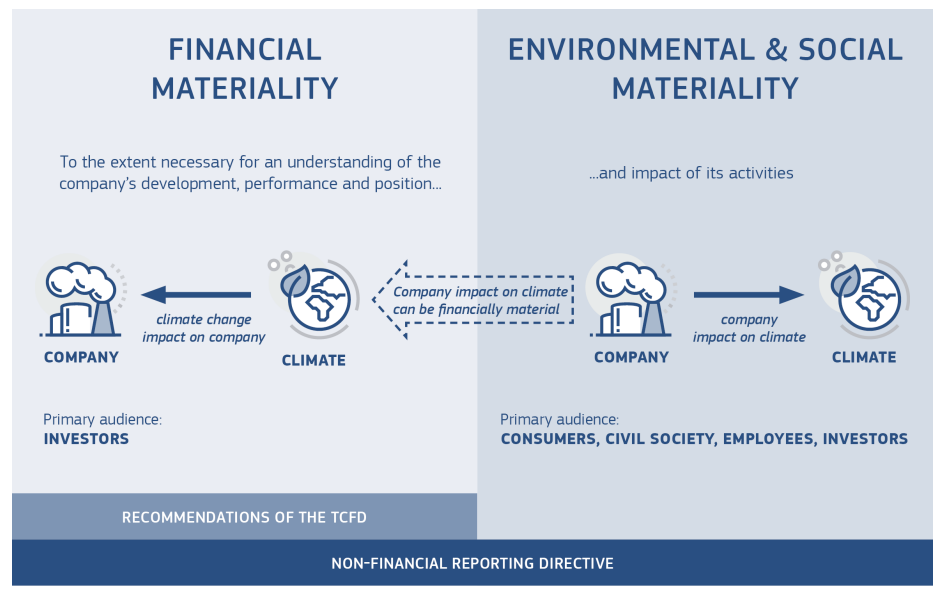 FINANCIAL
MATERIALITY
To the extent necessary for an understanding of the
company's development, performance and position...
climate change
impact on company
COMPANY
CLIMATE
Primary audience:
INVESTORS
RECOMMENDATIONS OF THE TCFD
Company impact on climate
can be financially material
ENVIRONMENTAL & SOCIAL
MATERIALITY
...and impact of its activities
company
impact on climate
COMPANY
CLIMATE
Primary audience:
CONSUMERS, CIVIL SOCIETY, EMPLOYEES, INVESTORS
NON-FINANCIAL REPORTING DIRECTIVE